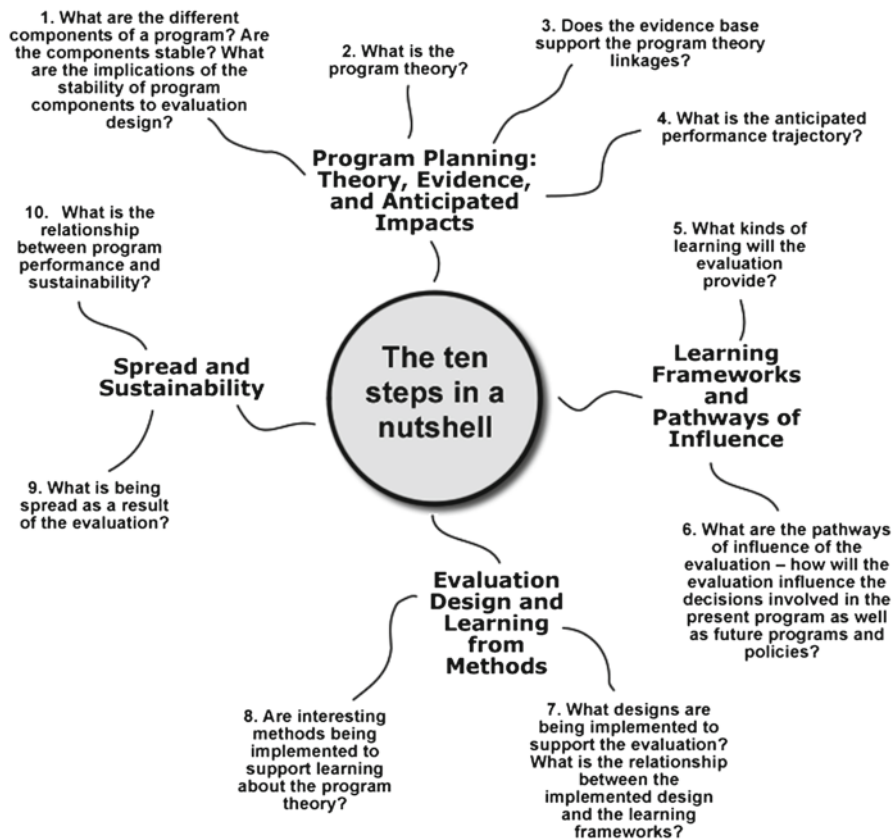 1. What are the different
components of a program? Are
the components stable? What
are the implications of the
stability of program
components to evaluation
design?
2. What is the
program theory?
3. Does the evidence base
support the program theory
linkages?
4. What is the anticipated
performance trajectory?
Program Planning:
Theory, Evidence,
and Anticipated
Impacts
10. What is the
relationship
between program
performance and
sustainability?
5. What kinds of
learning will the
evaluation
provide?
The ten
steps in a
nutshell
Spread and
Sustainability
Learning
Frameworks
and
Pathways of
Influence
9. What is being
spread as a result
of the evaluation?
6. What are the pathways
of influence of the
evaluation – how will the
evaluation influence the
decisions involved in the
present program as well
as future programs and
policies?
Evaluation
Design and
Learning
from
Methods
8. Are interesting
methods being
implemented to
support learning
about the program
theory?
7. What designs are
being implemented to
support the evaluation?
What is the relationship
between the
implemented design
and the learning
frameworks?